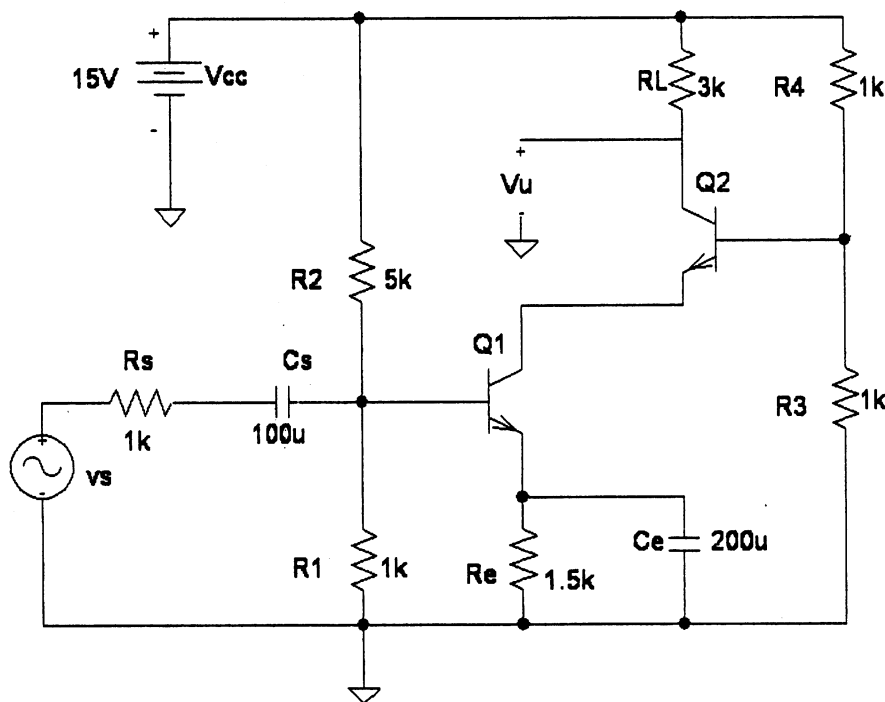 +
15V
Vcc
-
RL
3k
R4
1k
+
Vu
-
Q2
R2
5k
Q1
Rs
1k
Cs
100u
R3
1k
+
vs
-
R1
1k
Re
1.5k
Ce
200u